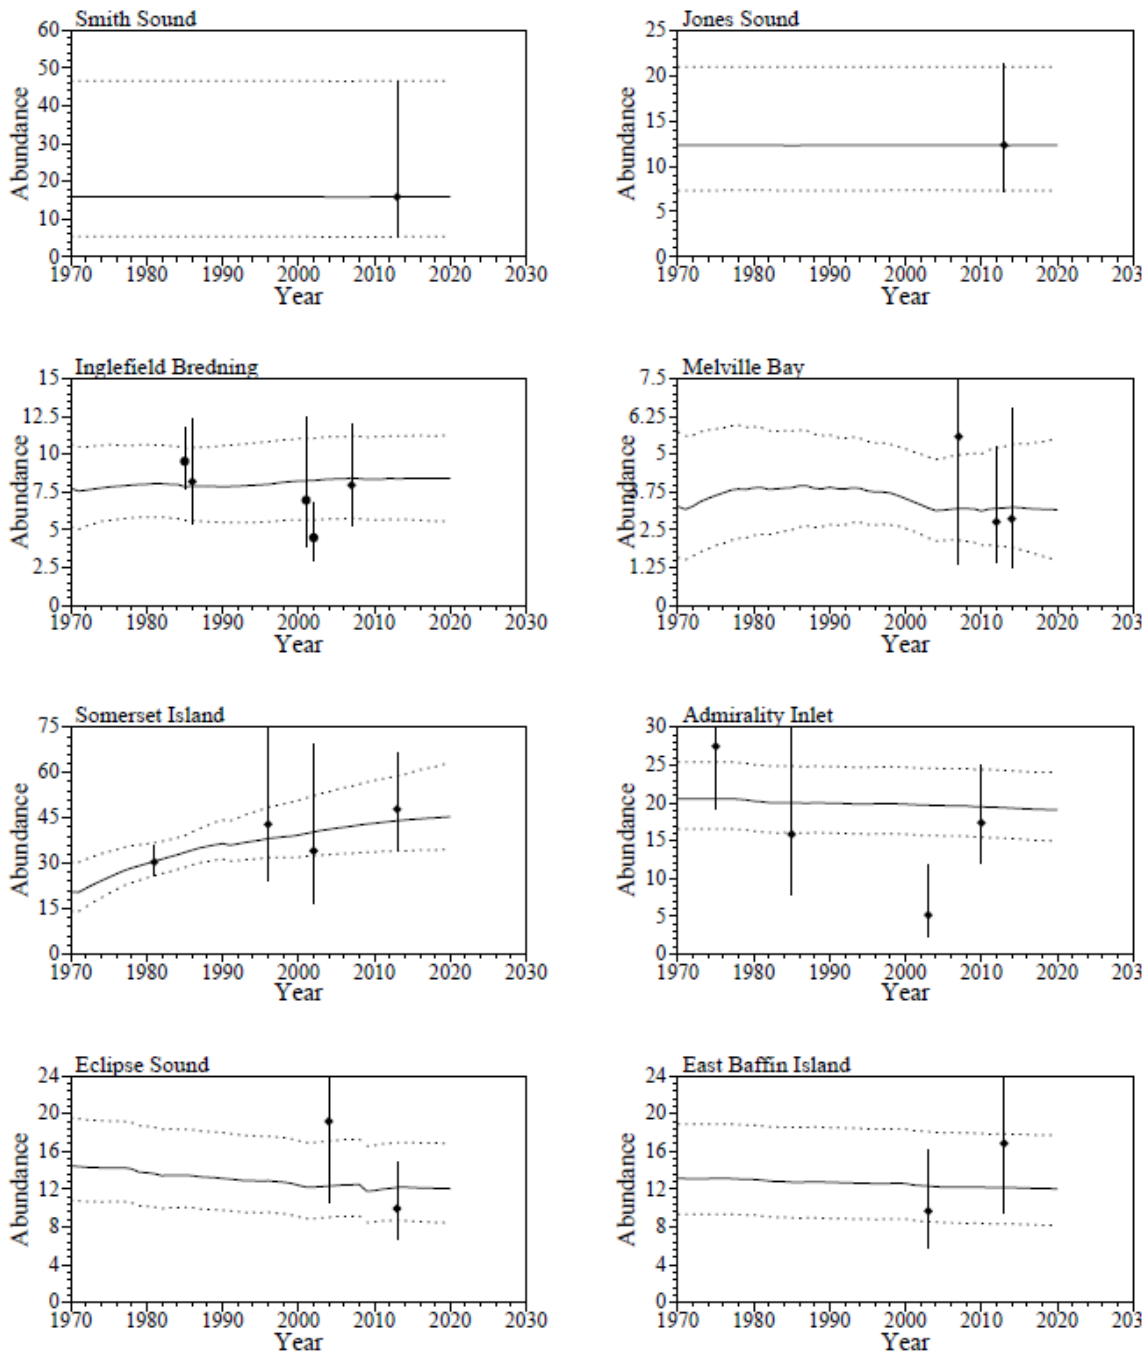 Smith Sound
60
50
40
30
20
10
0
Abundance
1970 1980 1990 2000 2010 2020 2030
Year
Jones Sound
25
20
15
10
5
0
Abundance
1970 1980 1990 2000 2010 2020 203
Year
Inglefield Bredning
15
12.5
10
7.5
5
2.5
0
Abundance
1970 1980 1990 2000 2010 2020 2030
Year
Melville Bay
7.5
6.25
5
3.75
2.5
1.25
0
Abundance
1970 1980 1990 2000 2010 2020 203
Year
Somerset Island
75
60
45
30
15
0
Abundance
1970 1980 1990 2000 2010 2020 2030
Year
Admirality Inlet
30
25
20
15
10
5
0
Abundance
1970 1980 1990 2000 2010 2020 203
Year
Eclipse Sound
24
20
16
12
8
4
0
Abundance
1970 1980 1990 2000 2010 2020 2030
Year
East Baffin Island
24
20
16
12
8
4
0
Abundance
1970 1980 1990 2000 2010 2020 203
Year